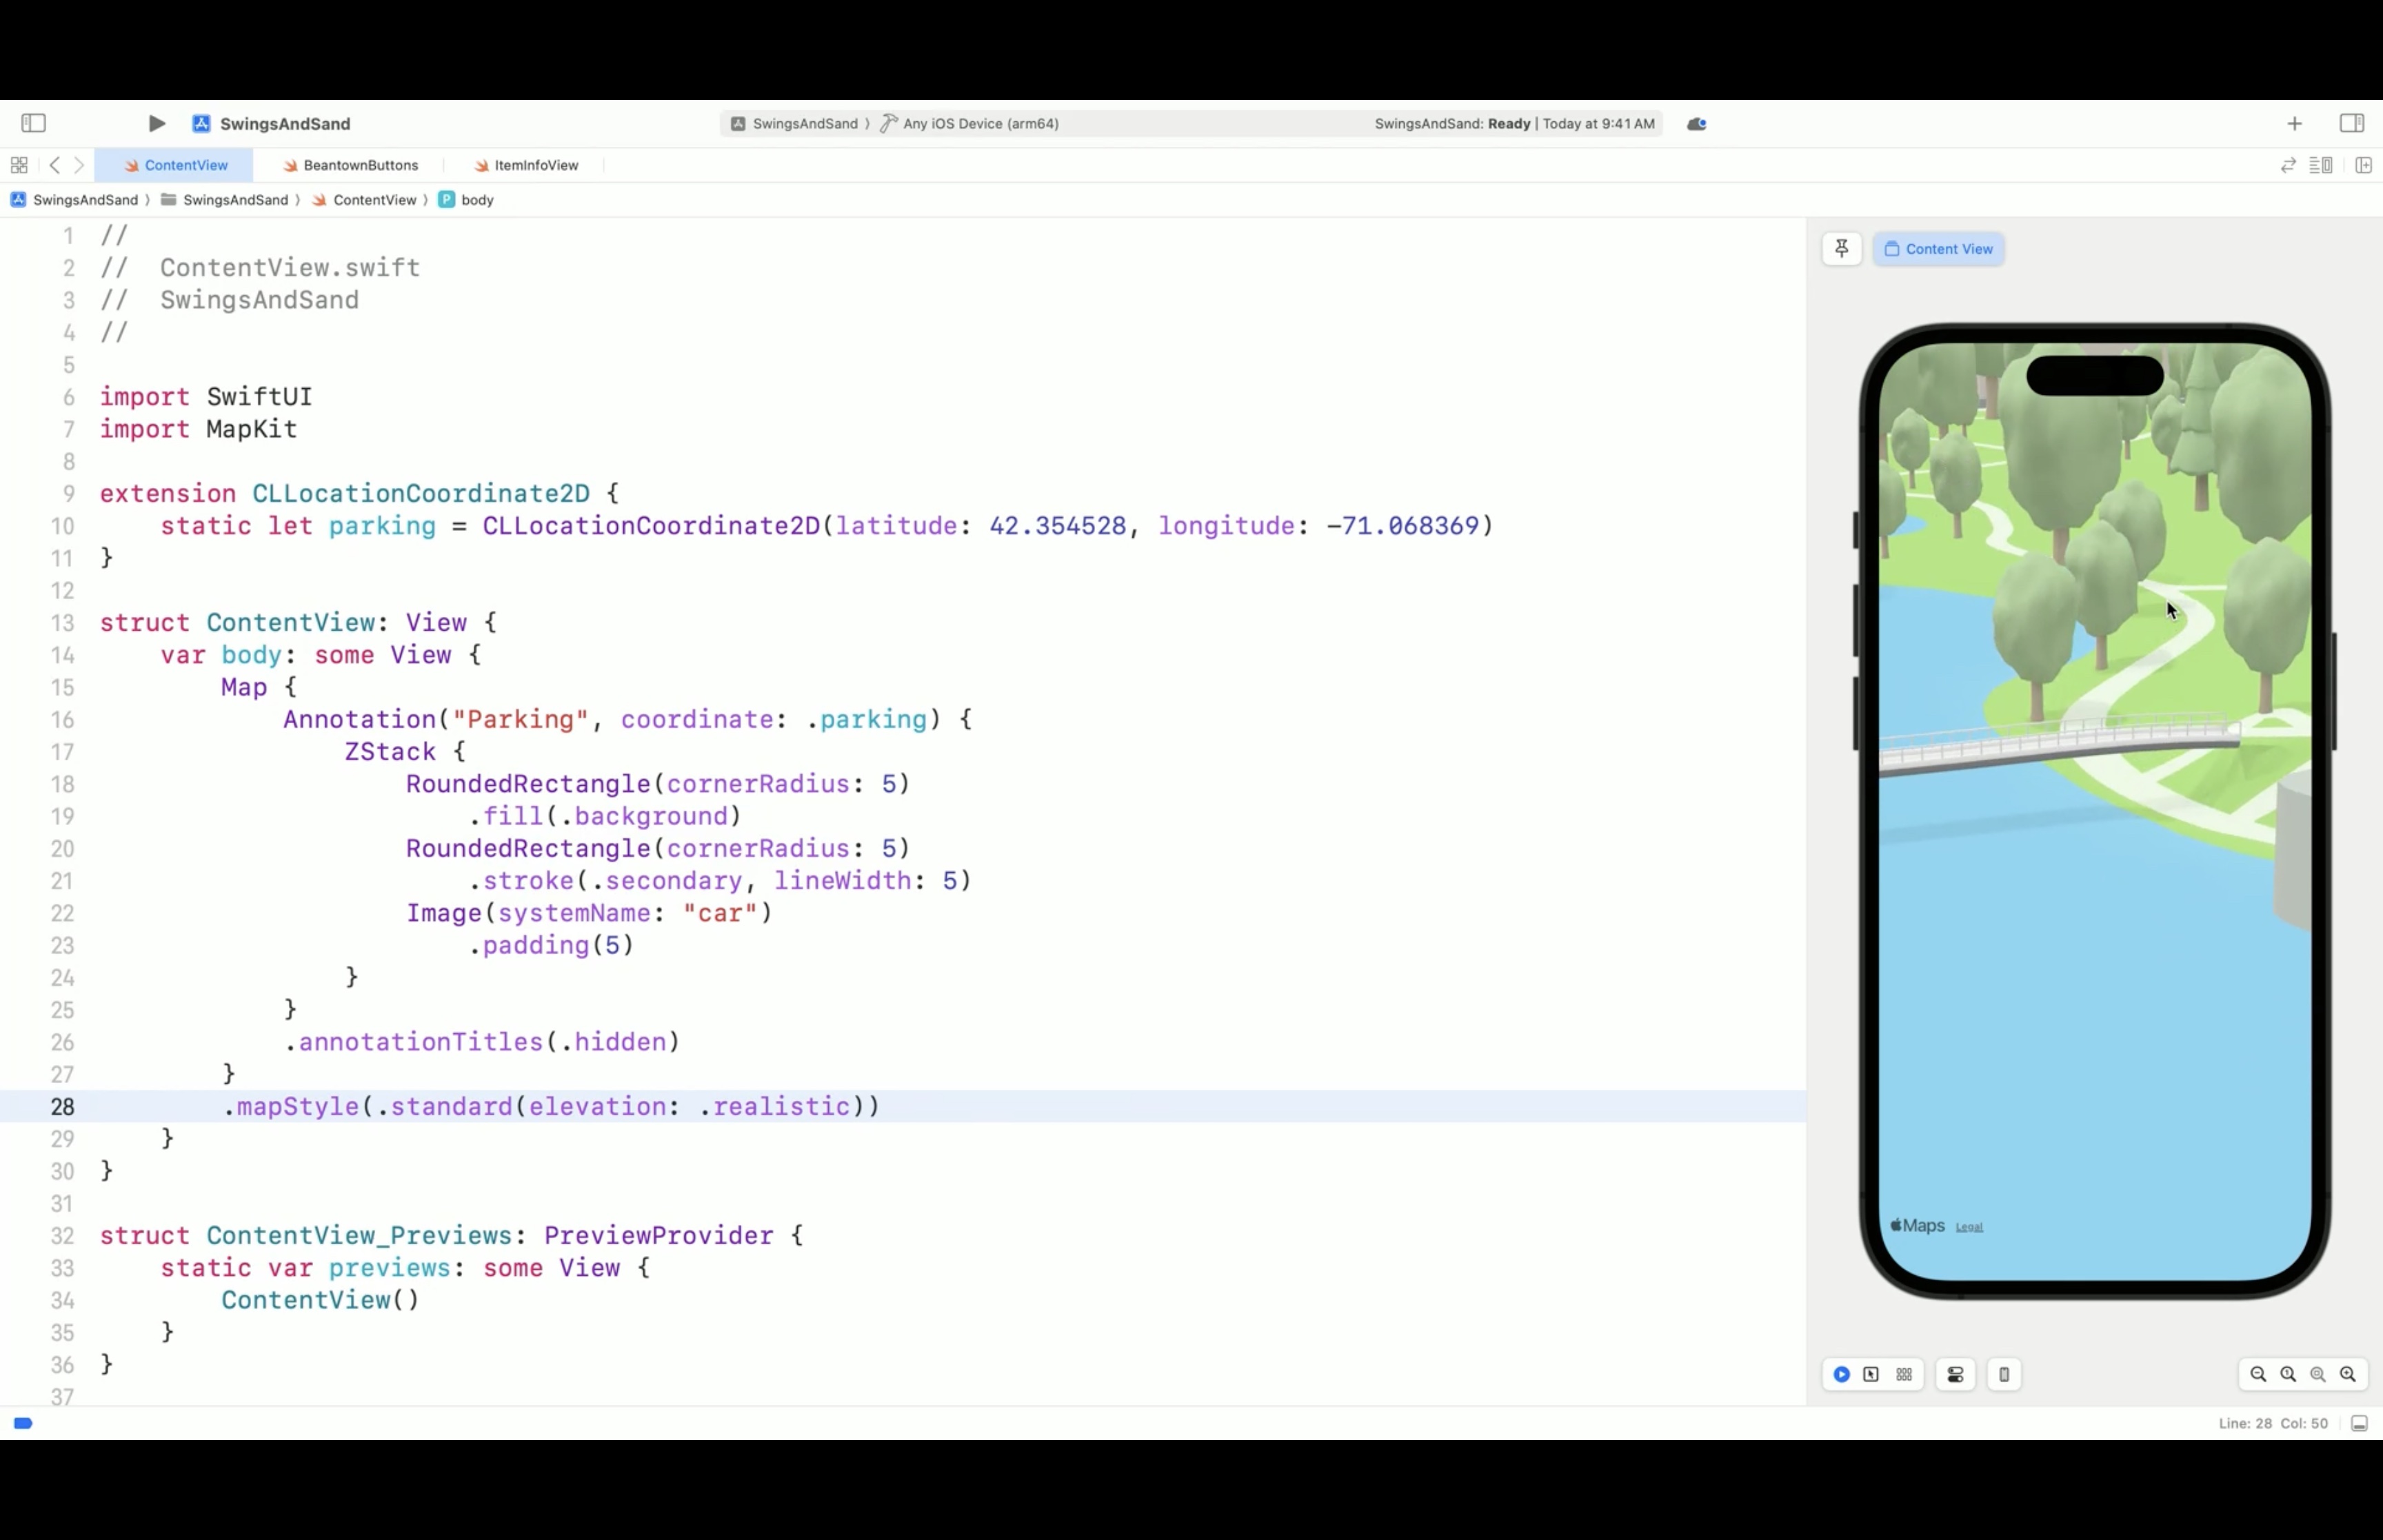 SwingsAndSand
SwingsAndSand 〉 Any iOS Device (arm64)
SwingsAndSand: Ready | Today at 9:41 AM
ContentView
BeantownButtons
ItemInfoView
SwingsAndSand 〉 SwingsAndSand 〉 ContentView 〉 P body
1 //
2 //  ContentView.swift
3 //  SwingsAndSand
4 //
5
6 import SwiftUI
7 import MapKit
8
9 extension CLLocationCoordinate2D {
10     static let parking = CLLocationCoordinate2D(latitude: 42.354528, longitude: -71.068369)
11 }
12
13 struct ContentView: View {
14     var body: some View {
15         Map {
16             Annotation("Parking", coordinate: .parking) {
17                 ZStack {
18                     RoundedRectangle(cornerRadius: 5)
19                         .fill(.background)
20                     RoundedRectangle(cornerRadius: 5)
21                         .stroke(.secondary, lineWidth: 5)
22                     Image(systemName: "car")
23                         .padding(5)
24                 }
25             }
26             .annotationTitles(.hidden)
27         }
28         .mapStyle(.standard(elevation: .realistic))
29     }
30 }
31
32 struct ContentView_Previews: PreviewProvider {
33     static var previews: some View {
34         ContentView()
35     }
36 }
37
Content View
Maps Legal
Line: 28 Col: 50